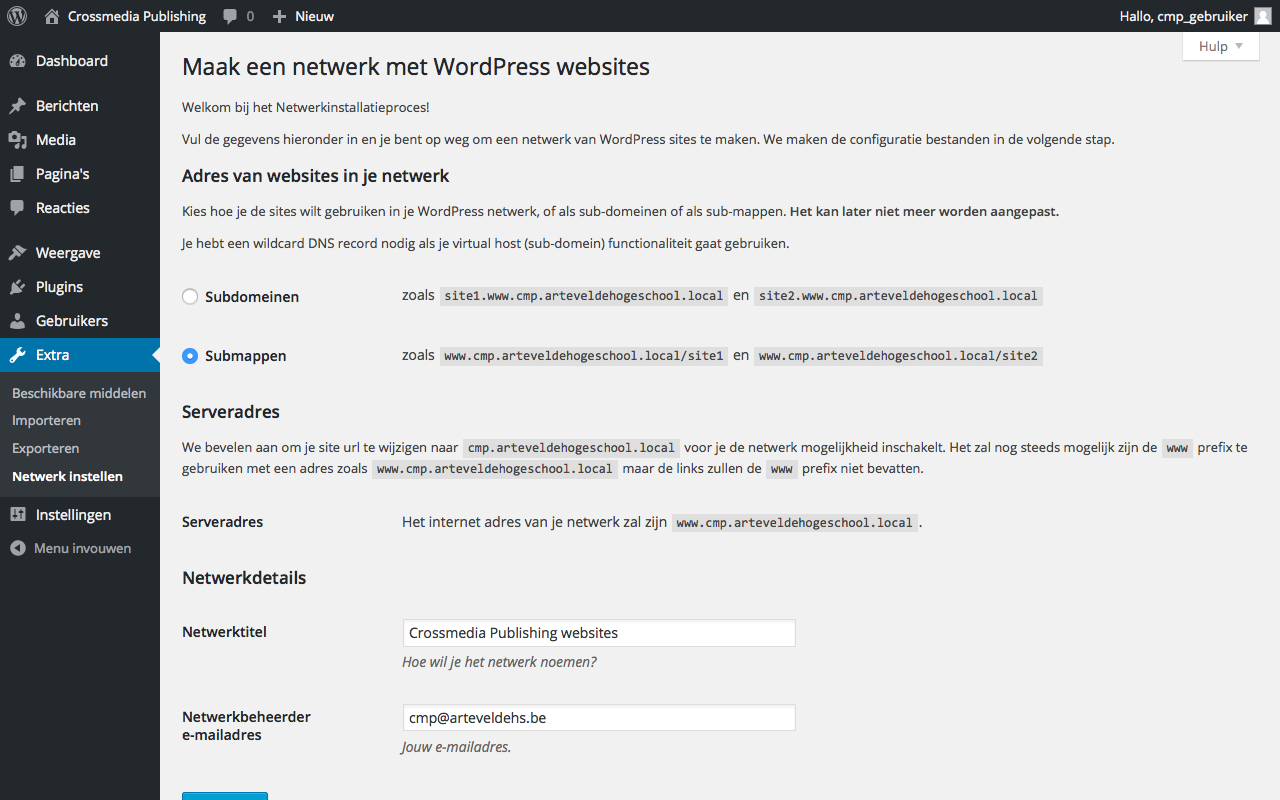 Crossmedia Publishing 0 Nieuw Hallo, cmp_gebruiker
Hulp
Dashboard
Berichten
Media
Pagina's
Reacties
Weergave
Plugins
Gebruikers
Extra
Beschikbare middelen
Importeren
Exporteren
Netwerk instellen
Instellingen
Menu invouwen
Maak een netwerk met WordPress websites
Welkom bij het Netwerkinstallatieproces!
Vul de gegevens hieronder in en je bent op weg om een netwerk van WordPress sites te maken. We maken de configuratie bestanden in de volgende stap.
Adres van websites in je netwerk
Kies hoe je de sites wilt gebruiken in je WordPress netwerk, of als sub-domeinen of als sub-mappen. Het kan later niet meer worden aangepast.
Je hebt een wildcard DNS record nodig als je virtual host (sub-domein) functionaliteit gaat gebruiken.
Subdomeinen zoals site1.www.cmp.arteveldehogeschool.local en site2.www.cmp.arteveldehogeschool.local
Submappen zoals www.cmp.arteveldehogeschool.local/site1 en www.cmp.arteveldehogeschool.local/site2
Serveradres
We bevelen aan om je site url te wijzigen naar cmp.arteveldehogeschool.local voor je de netwerk mogelijkheid inschakelt. Het zal nog steeds mogelijk zijn de www prefix te
gebruiken met een adres zoals www.cmp.arteveldehogeschool.local maar de links zullen de www prefix niet bevatten.
Serveradres Het internet adres van je netwerk zal zijn www.cmp.arteveldehogeschool.local .
Netwerkdetails
Netwerktitel Crossmedia Publishing websites
Hoe wil je het netwerk noemen?
Netwerkbeheerder
e-mailadres
cmp@arteveldehs.be
Jouw e-mailadres.